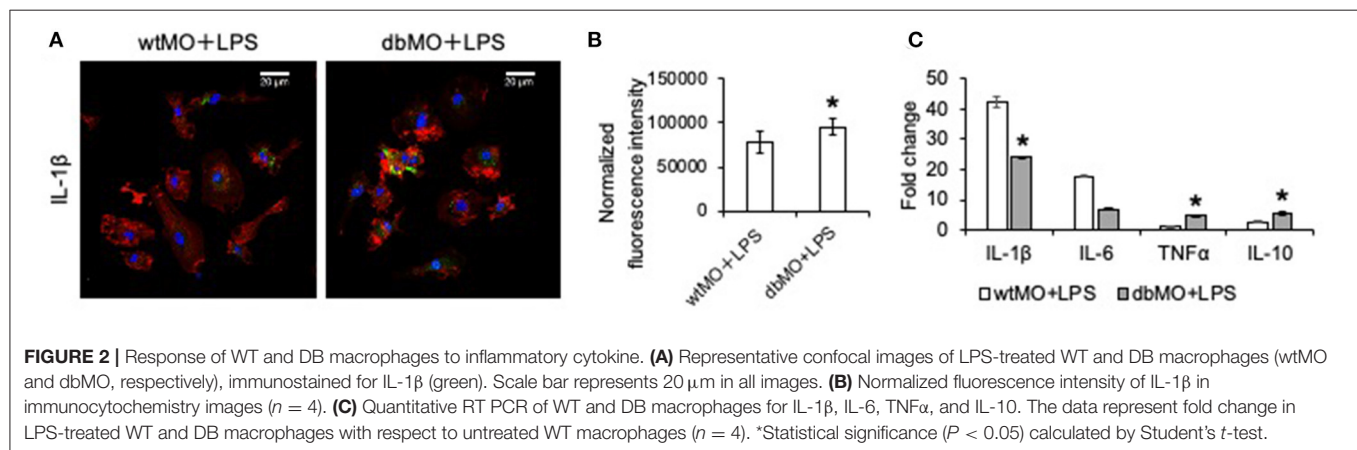 A
wtMO+LPS
dbMO+LPS
IL-1β
20 μm
20 μm
B
Normalized
fluorescence intensity
150000
100000
50000
0
*
wtMO+LPS
dbMO+LPS
C
Fold change
50
40
30
20
10
0
*
*
*
IL-1β
IL-6
TNFα
IL-10
wtMO+LPS
dbMO+LPS
FIGURE 2 | Response of WT and DB macrophages to inflammatory cytokine. (A) Representative confocal images of LPS-treated WT and DB macrophages (wtMO
and dbMO, respectively), immunostained for IL-1β (green). Scale bar represents 20 μm in all images. (B) Normalized fluorescence intensity of IL-1β in
immunocytochemistry images (n = 4). (C) Quantitative RT PCR of WT and DB macrophages for IL-1β, IL-6, TNFα, and IL-10. The data represent fold change in
LPS-treated WT and DB macrophages with respect to untreated WT macrophages (n = 4). *Statistical significance (P < 0.05) calculated by Student's t-test.